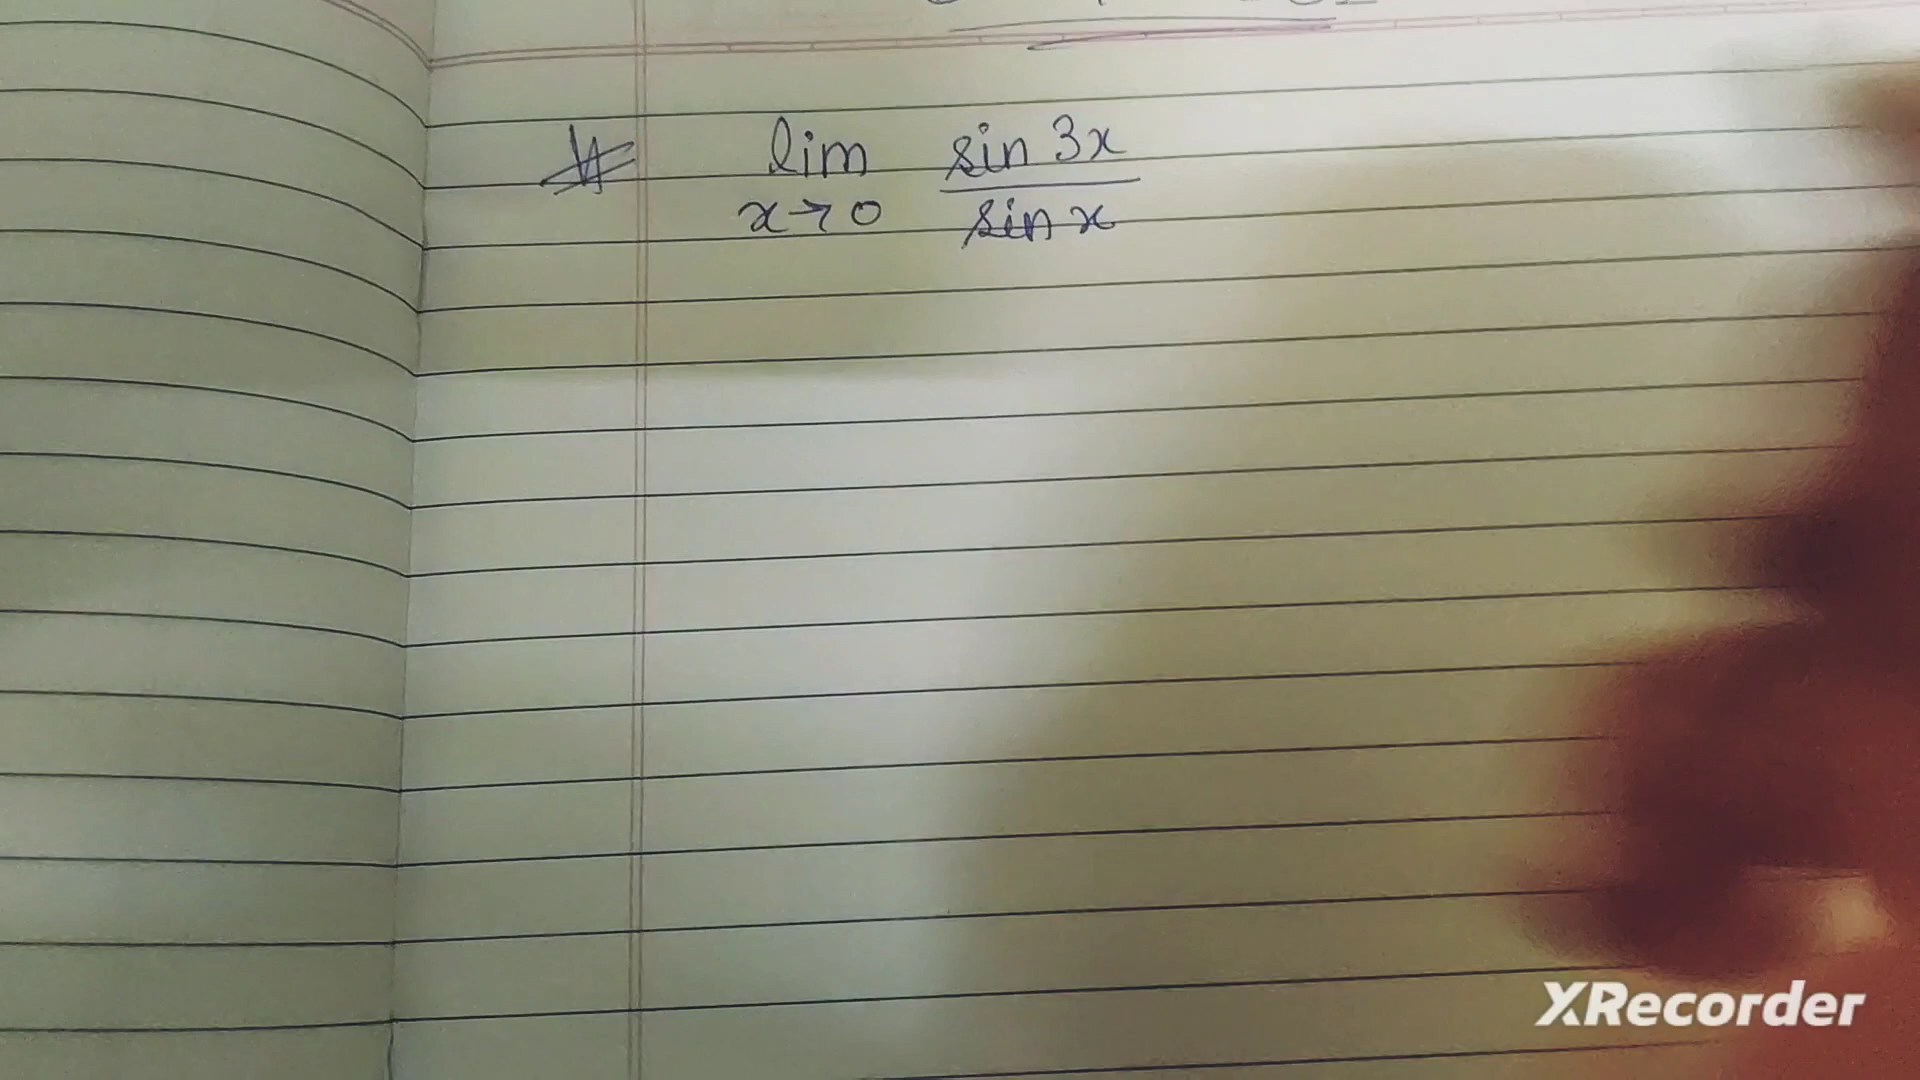 # lim sin 3x
x→0 sin x
XRecorder